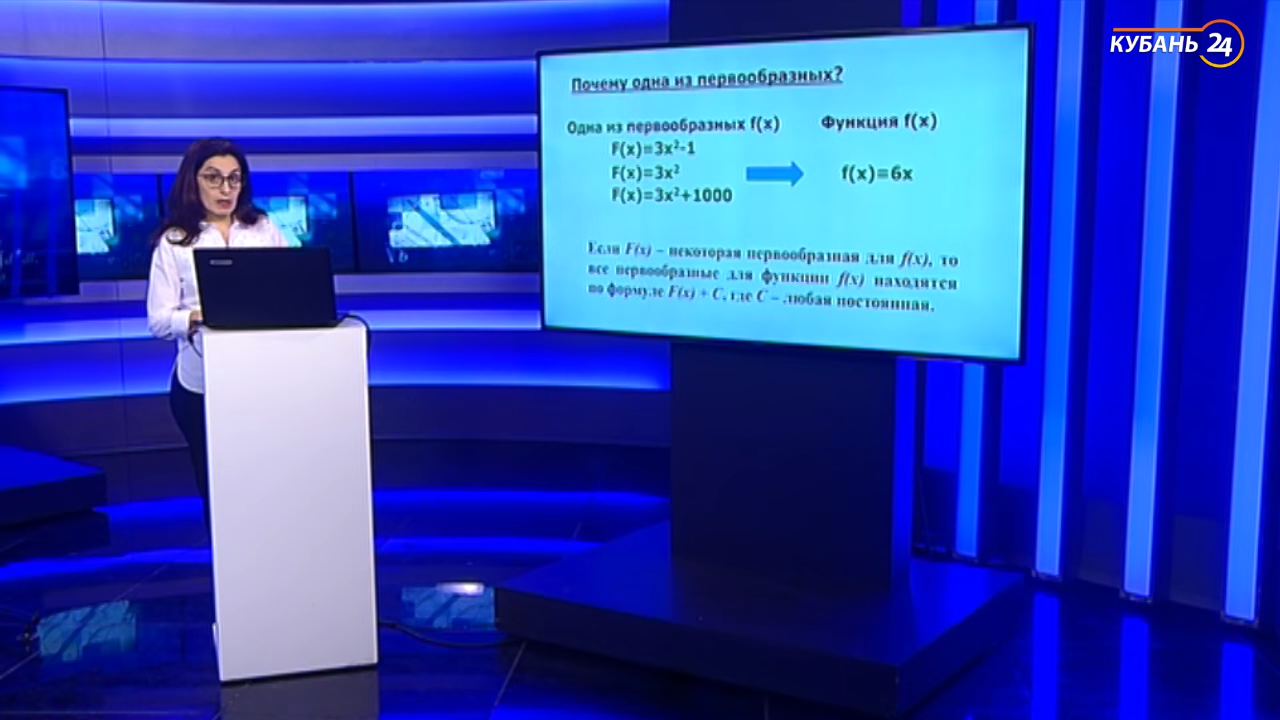 КУБАНЬ 24
Почему одна из первообразных?
Одна из первообразных f(x) Функция f(x)
F(x)=3x²-1
F(x)=3x² f(x)=6x
F(x)=3x²+1000
Если F(x) – некоторая первообразная для f(x), то
все первообразные для функции f(x) находятся
по формуле F(x) + C, где C – любая постоянная.